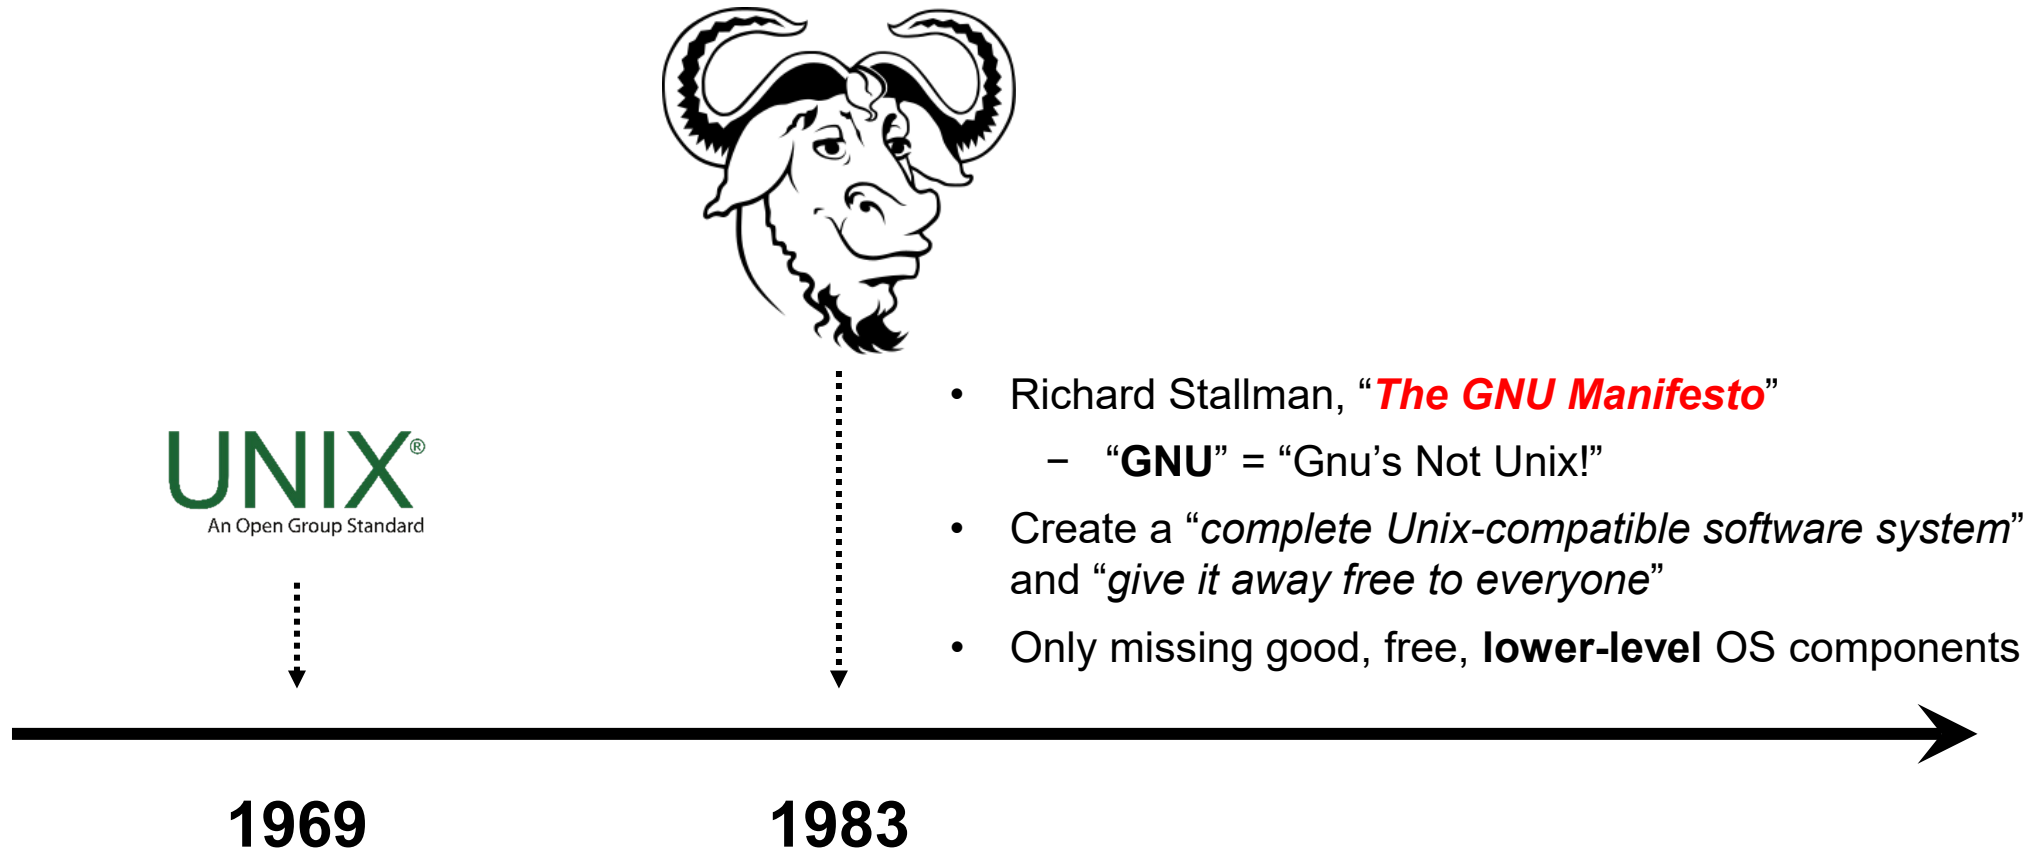 UNIX®
An Open Group Standard
• Richard Stallman, “The GNU Manifesto”
– “GNU” = “Gnu’s Not Unix!”
• Create a “complete Unix-compatible software system”
and “give it away free to everyone”
• Only missing good, free, lower-level OS components
1969
1983